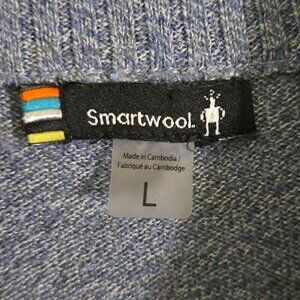 Smartwool.
Made in Cambodia /
Fabriqué au Cambodge
L